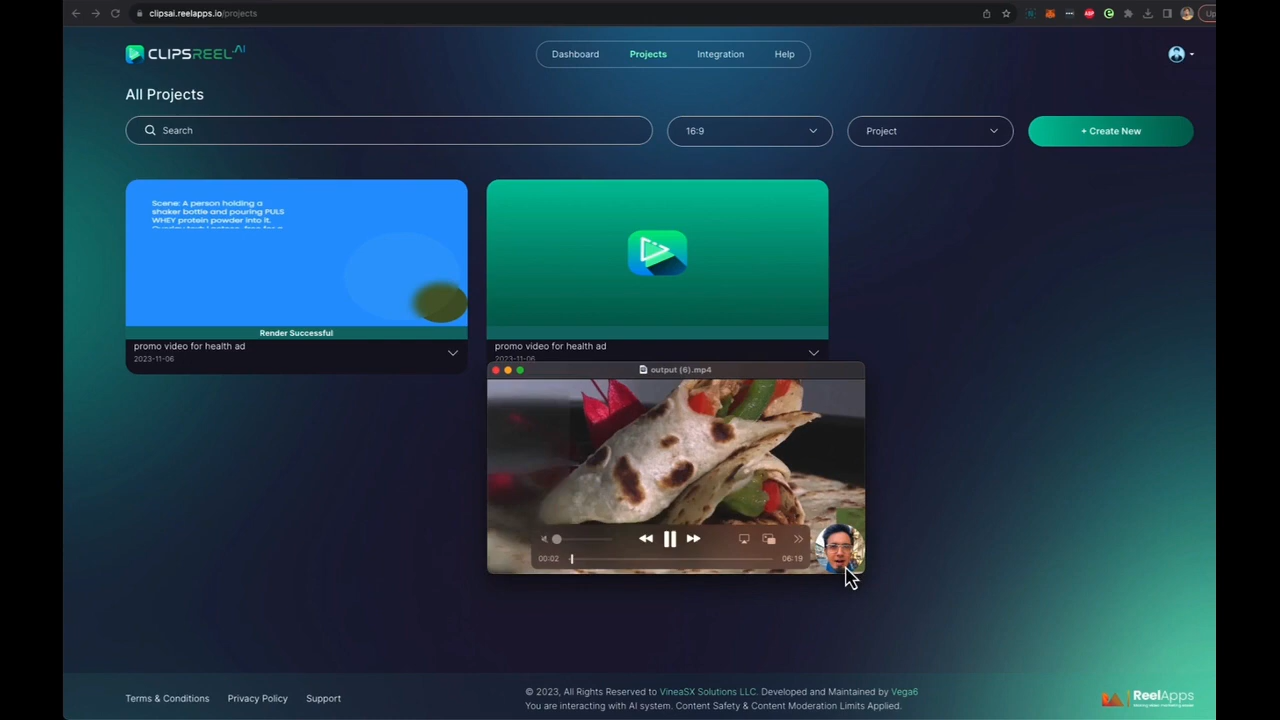 clipsai.reelapps.io/projects
Up
CLIPSREEL.AI
Dashboard
Projects
Integration
Help
All Projects
Search
16:9
Project
+ Create New
Scene: A person holding a
shaker bottle and pouring PULS
WHEY protein powder into it.
Render Successful
promo video for health ad
2023-11-06
promo video for health ad
2023-11-06
output (6).mp4
00:02
06:19
Terms & Conditions
Privacy Policy
Support
© 2023, All Rights Reserved to VineaSX Solutions LLC. Developed and Maintained by Vega6
You are interacting with AI system. Content Safety & Content Moderation Limits Applied.
ReelApps